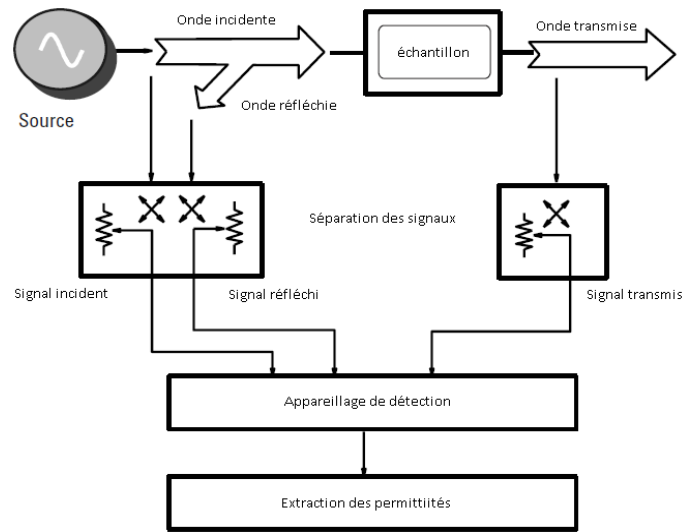 Onde incidente
Onde transmise
échantillon
Onde réfléchie
Source
Séparation des signaux
Signal incident
Signal réfléchi
Signal transmis
Appareillage de détection
Extraction des permittiités